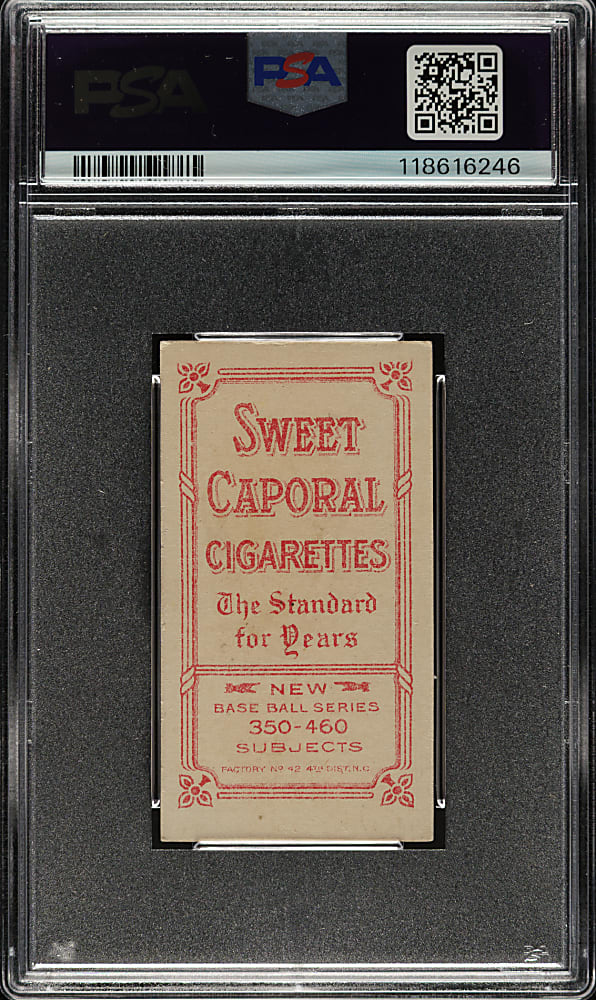 PSA
PSA
118616246
SWEET
CAPORAL
CIGARETTES
The Standard
for Years
NEW
BASE BALL SERIES
350-460
SUBJECTS
FACTORY Nº 42 4TH DIST. N.C.